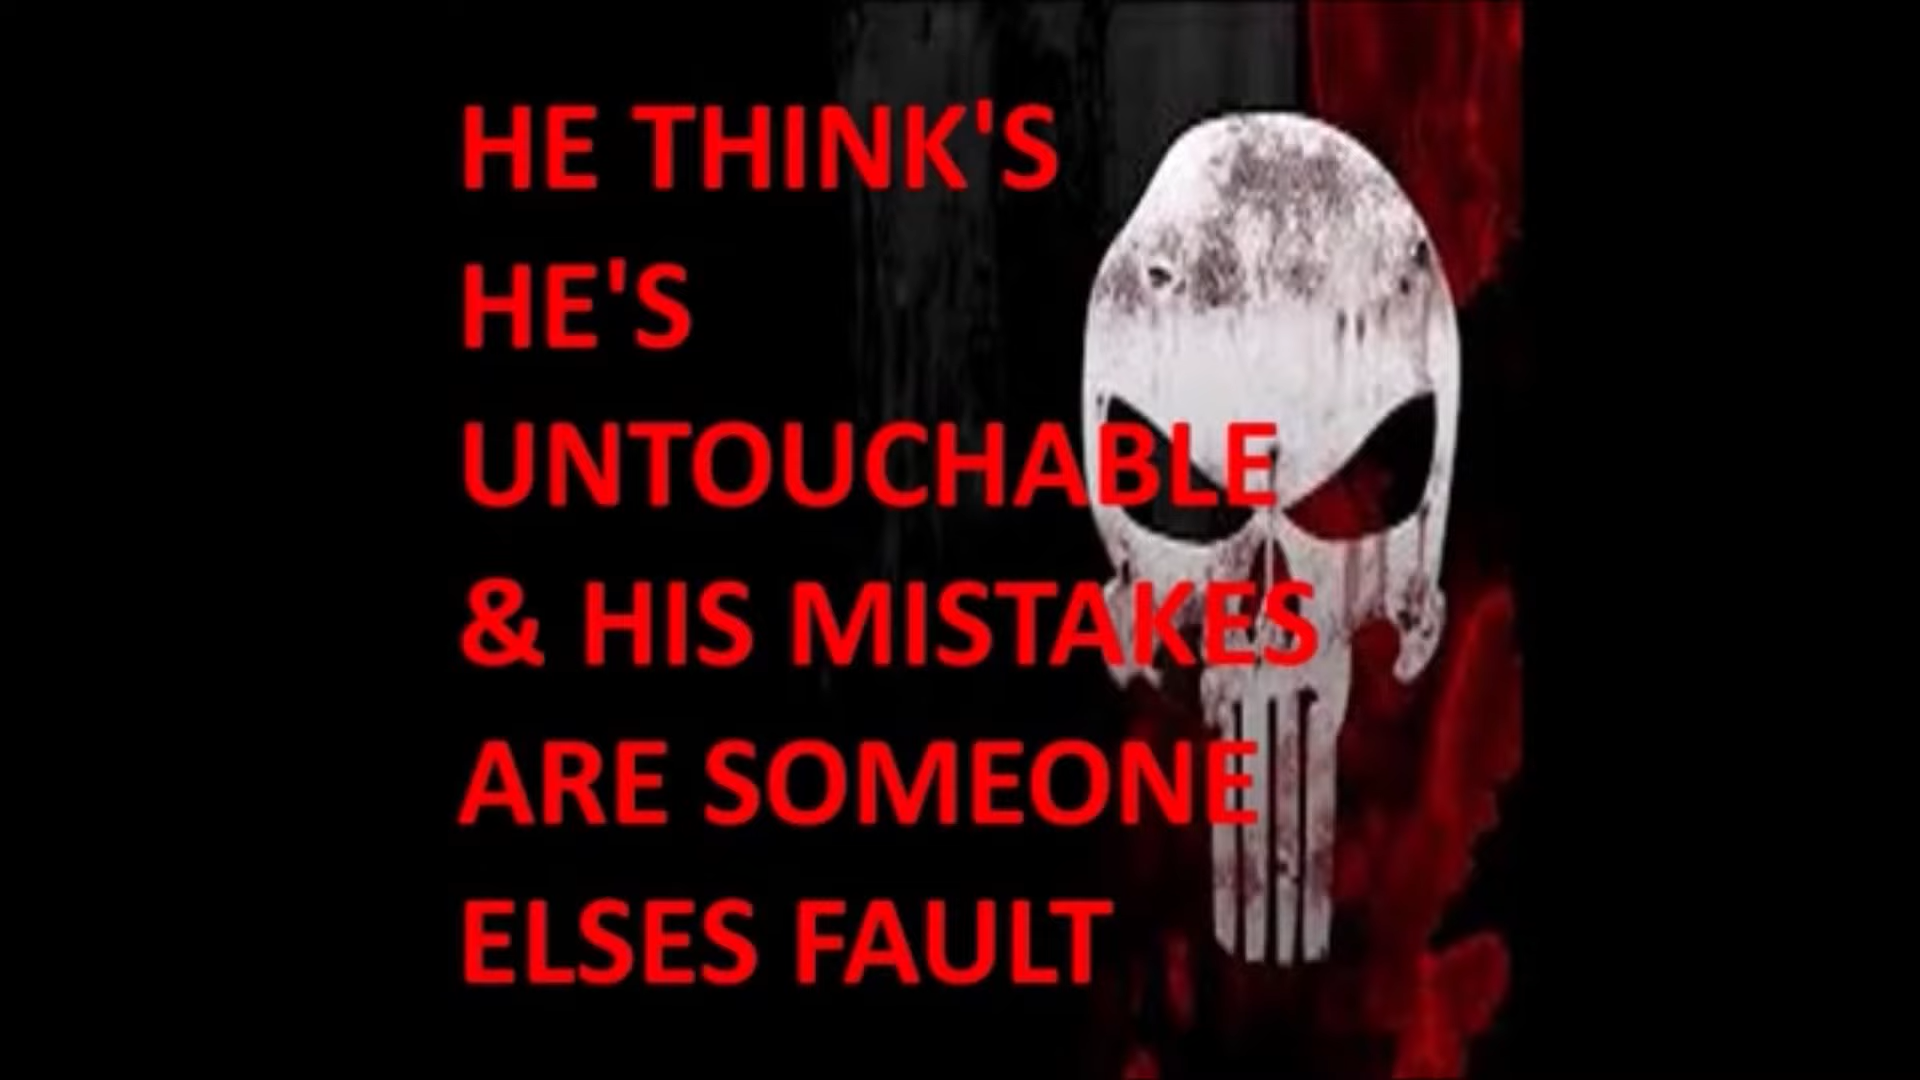 HE THINK'S
HE'S
UNTOUCHABLE
& HIS MISTAKES
ARE SOMEONE
ELSES FAULT